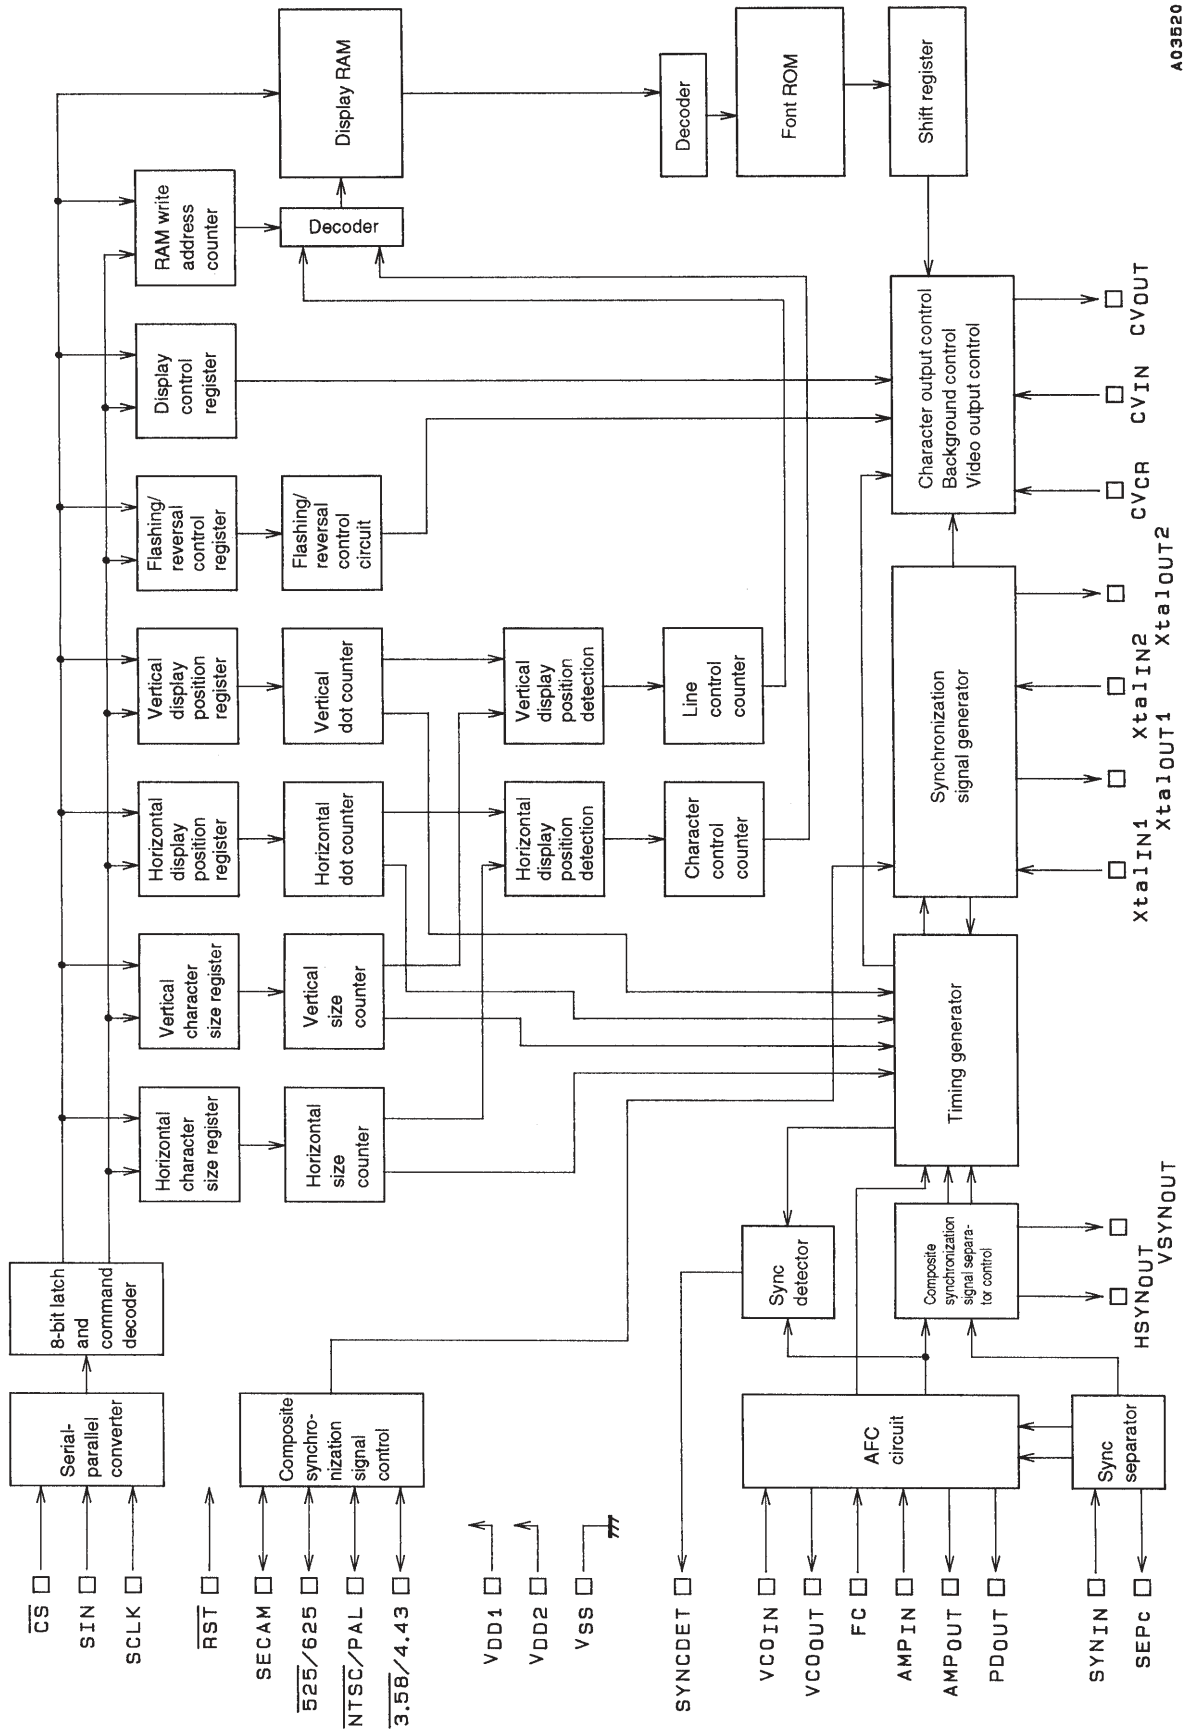 CS
SIN
SCLK
RST
SECAM
525/625
NTSC/PAL
3.58/4.43
VDD1
VDD2
VSS
SYNCDET
VCOIN
VCOOUT
FC
AMPIN
AMPOUT
PDOUT
SYNIN
SEPC
Serial-
parallel
converter
8-bit latch
and
command
decoder
Composite
synchro-
nization
signal
control
AFC
circuit
Sync
separator
Sync
detector
Composite
synchronization
signal separa-
tor control
HSYNOUT
VSYNOUT
Horizontal
character
size register
Horizontal
size
counter
Vertical
character
size register
Vertical
size
counter
Horizontal
display
position
register
Horizontal
dot counter
Horizontal
display
position
detection
Character
control
counter
Vertical
display
position
register
Vertical
dot counter
Vertical
display
position
detection
Line
control
counter
Flashing/
reversal
control
register
Flashing/
reversal
control
circuit
Display
control
register
RAM write
address
counter
Decoder
Display RAM
Decoder
Font ROM
Shift register
Timing generator
Synchronization
signal generator
Character output control
Background control
Video output control
XtalIN1
XtalOUT1
XtalIN2
XtalOUT2
CVCR
CVIN
CVOUT
A03520